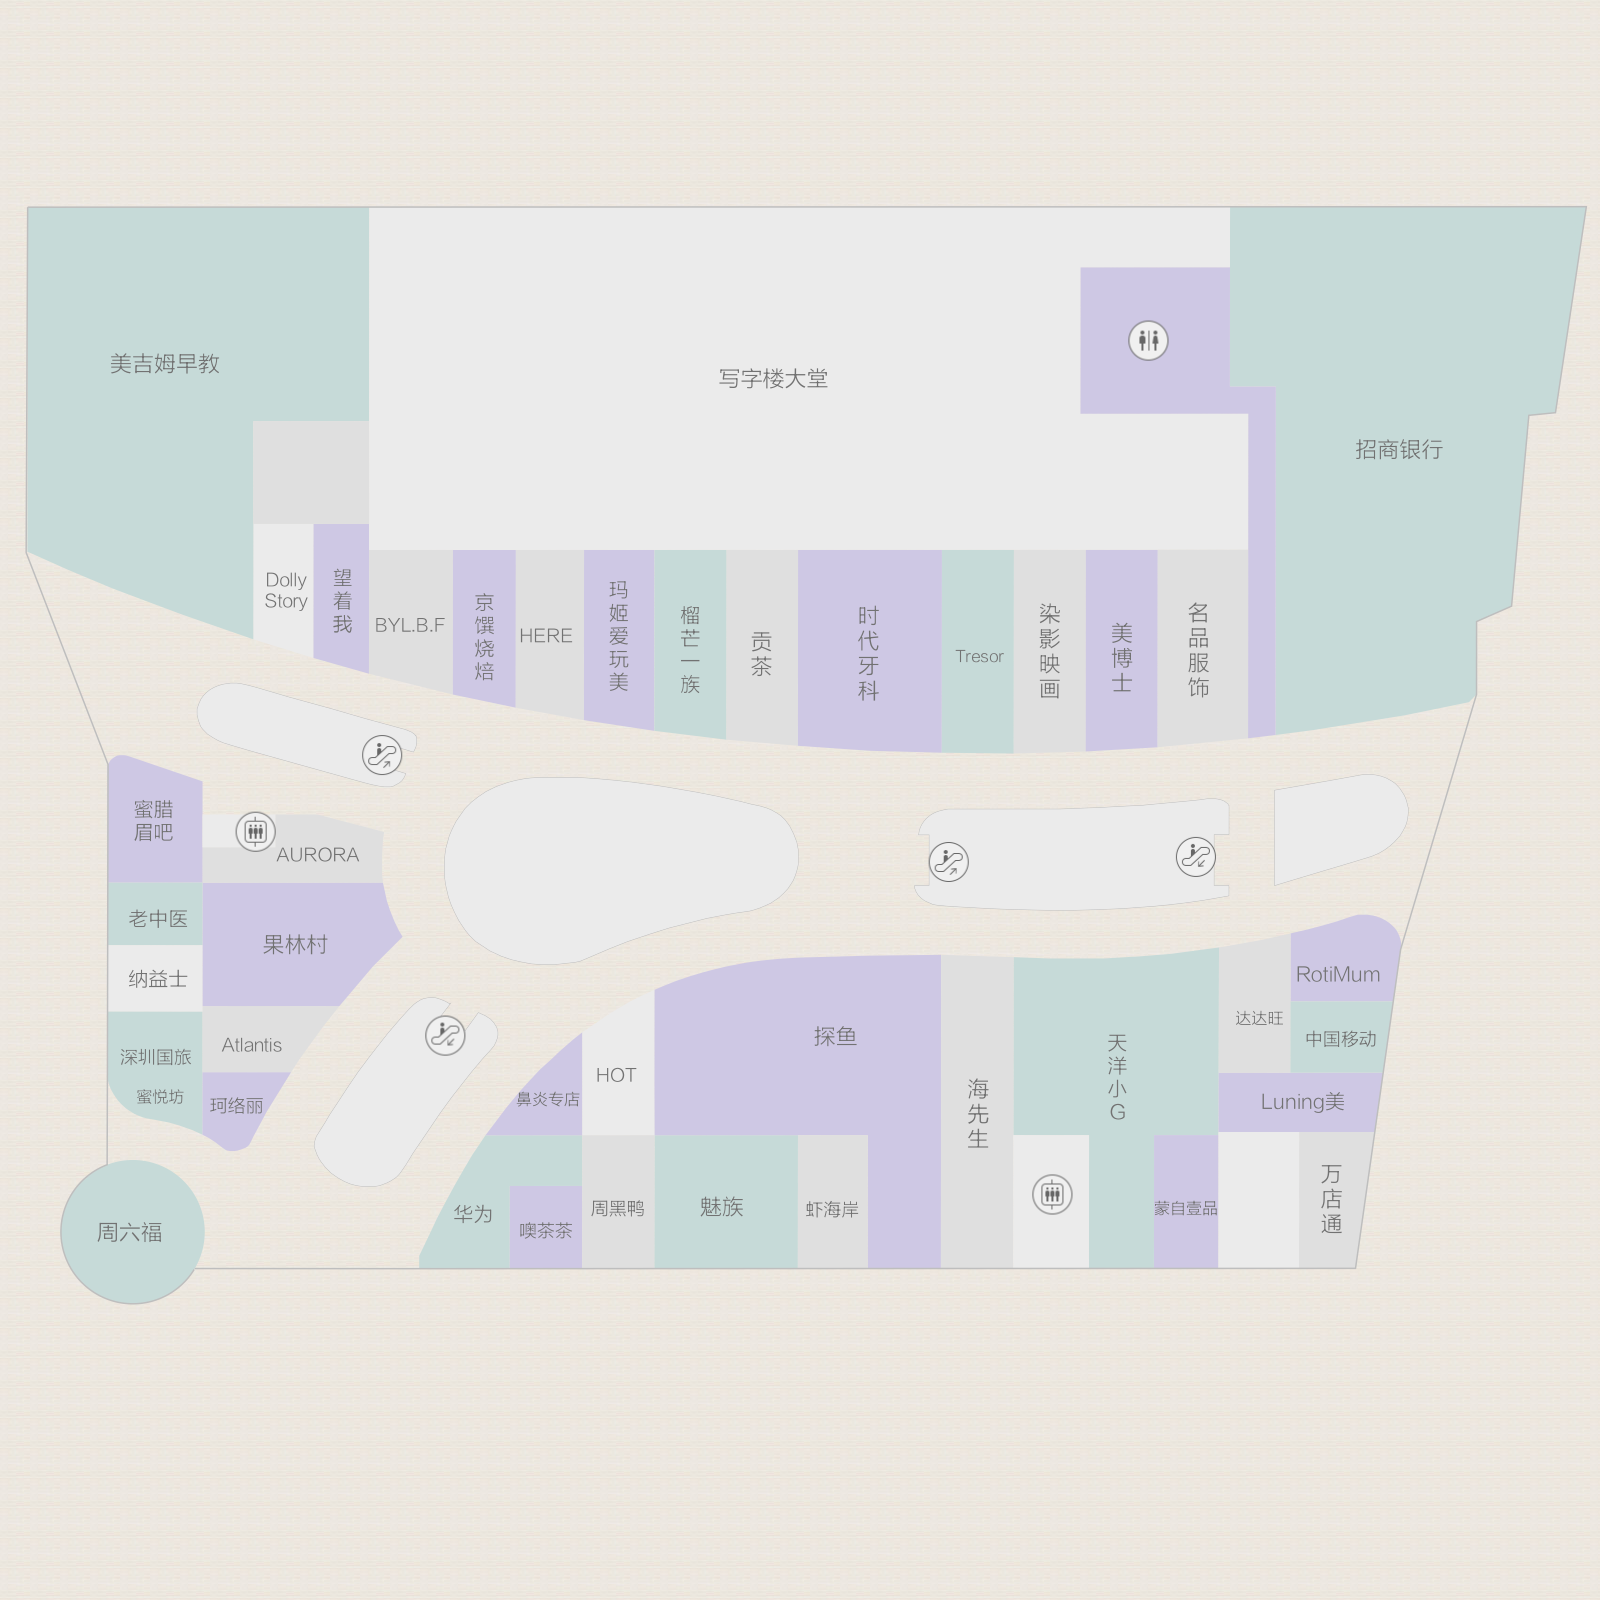 美吉姆早教
写字楼大堂
招商银行
Dolly
Story
望着我
BYL.B.F
京馔烧焙
HERE
玛姬爱玩美
榴芒一族
贡茶
时代牙科
Tresor
染影映画
美博士
名品服饰
蜜腊
眉吧
AURORA
老中医
果林村
纳益士
Atlantis
深圳国旅
蜜悦坊
珂络丽
周六福
鼻炎专店
HOT
探鱼
海先生
天洋小G
达达旺
RotiMum
中国移动
Luning美
华为
噢茶茶
周黑鸭
魅族
虾海岸
蒙自壹品
万店通